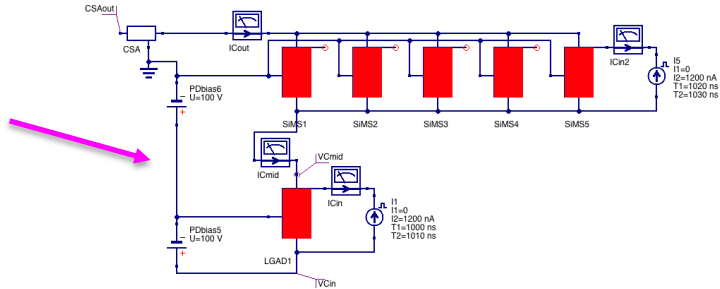 CSAout
CSA
ICout
ICin2
I5
I1=0
I2=1200 nA
T1=1020 ns
T2=1030 ns
PDbias6
U=100 V
SiMS1
SiMS2
SiMS3
SiMS4
SiMS5
ICmid
VCmid
ICin
I1
I1=0
I2=1200 nA
T1=1000 ns
T2=1010 ns
PDbias5
U=100 V
LGAD1
VCin